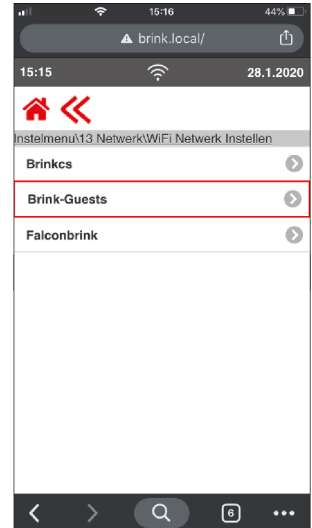 15:16
44%
brink.local/
15:15
28.1.2020
Instelmenu\13 Netwerk\WiFi Netwerk Instellen
Brinkcs
Brink-Guests
Falconbrink
6